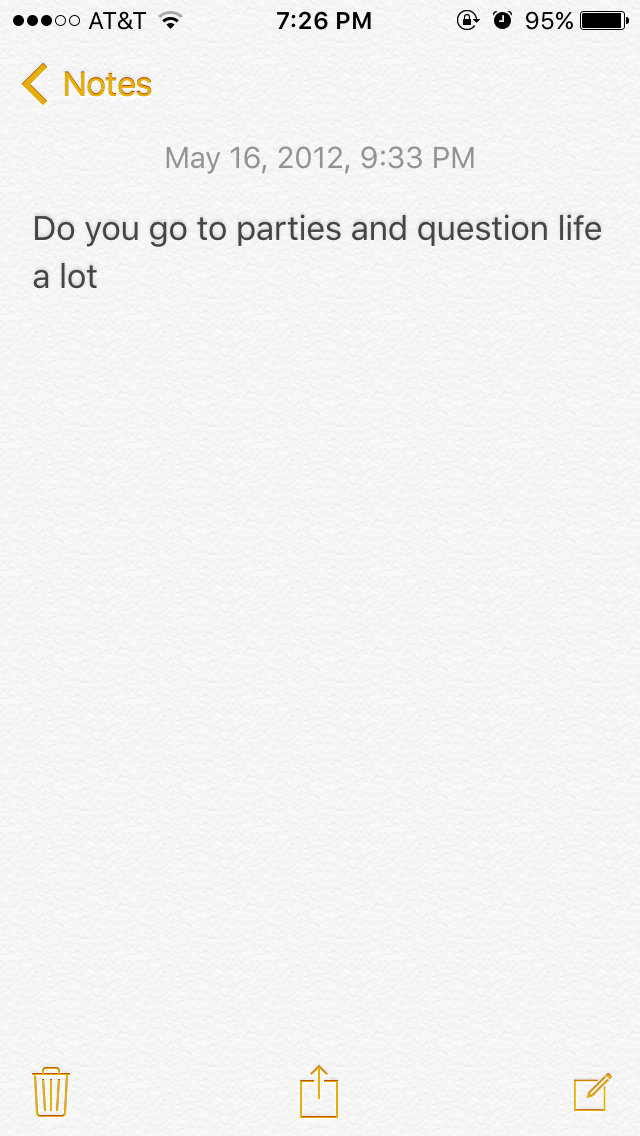 AT&T 7:26 PM 95%
Notes
May 16, 2012, 9:33 PM
Do you go to parties and question life
a lot